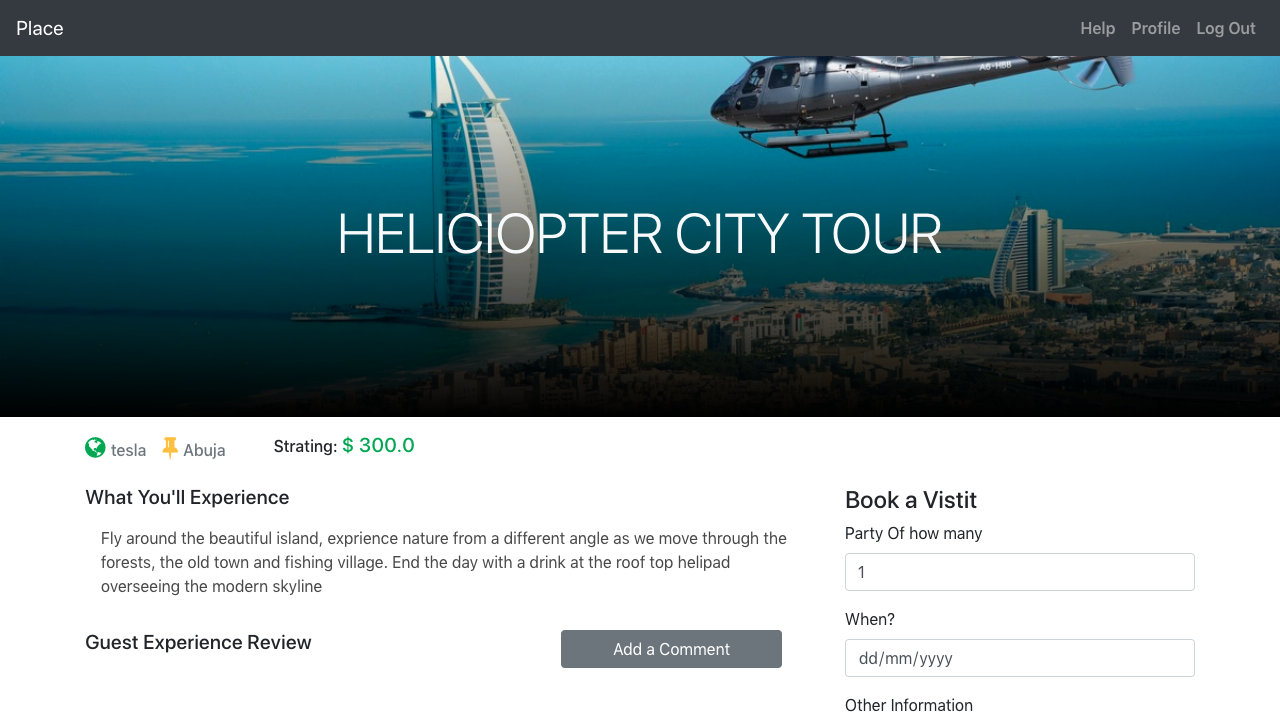 Place
Help Profile Log Out
A6-HBB
HELICIOPTER CITY TOUR
tesla Abuja Strating: $ 300.0
What You'll Experience
Fly around the beautiful island, exprience nature from a different angle as we move through the
forests, the old town and fishing village. End the day with a drink at the roof top helipad
overseeing the modern skyline
Guest Experience Review
Add a Comment
Book a Vistit
Party Of how many
1
When?
dd/mm/yyyy
Other Information